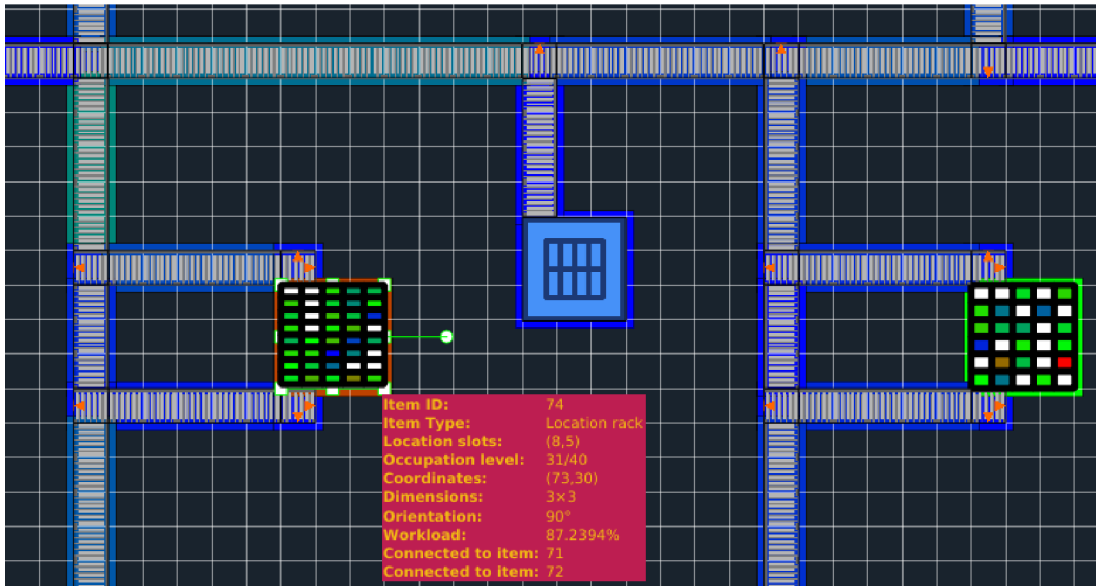 Item ID: 74
Item Type: Location rack
Location slots: (8,5)
Occupation level: 31/40
Coordinates: (73,30)
Dimensions: 3×3
Orientation: 90°
Workload: 87.2394%
Connected to item: 71
Connected to item: 72